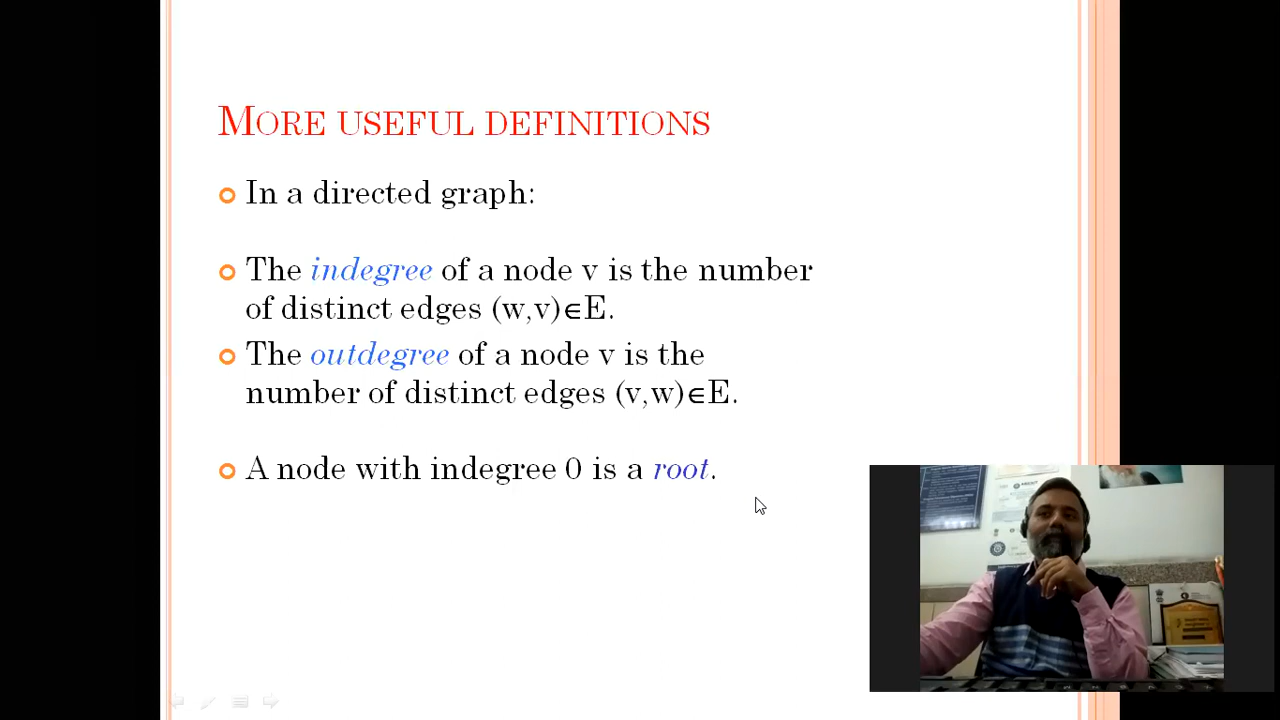 MORE USEFUL DEFINITIONS
In a directed graph:
The indegree of a node v is the number
of distinct edges (w,v)∈E.
The outdegree of a node v is the
number of distinct edges (v,w)∈E.
A node with indegree 0 is a root.